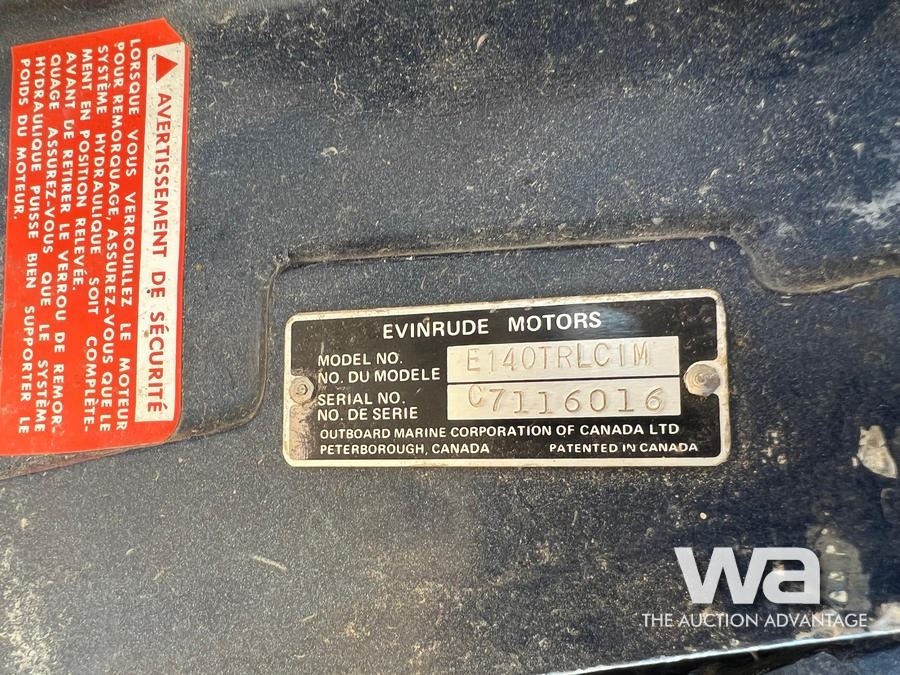 AVERTISSEMENT DE SÉCURITÉ
LORSQUE VOUS VERROUILLEZ LE MOTEUR
POUR REMORQUAGE, ASSUREZ-VOUS QUE LE
SYSTÈME HYDRAULIQUE SOIT COMPLÈTE-
MENT EN POSITION RELEVÉE.
AVANT DE RETIRER LE VERROU DE REMOR-
QUAGE ASSUREZ-VOUS QUE LE SYSTÈME
HYDRAULIQUE PUISSE BIEN SUPPORTER LE
POIDS DU MOTEUR.
EVINRUDE MOTORS
MODEL NO.
NO. DU MODELE E140TRLCIM
SERIAL NO.
NO. DE SERIE C7116016
OUTBOARD MARINE CORPORATION OF CANADA LTD
PETERBOROUGH, CANADA PATENTED IN CANADA
wa
THE AUCTION ADVANTAGE